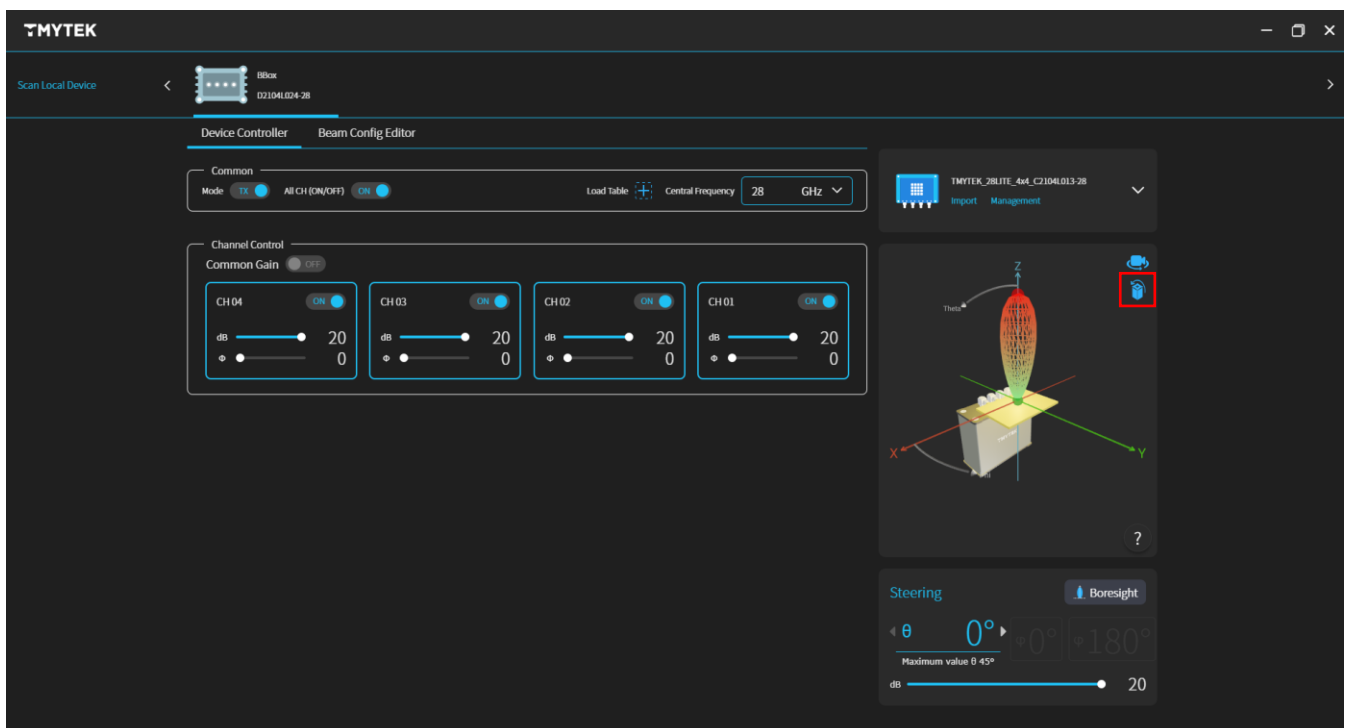 TMYTEK
Scan Local Device
BBox
D2104L024-28
Device Controller Beam Config Editor
Common
Mode TX All CH (ON/OFF) ON Load Table Central Frequency 28 GHz
TMYTEK_28LITE_4x4_C2104L013-28
Import Management
Channel Control
Common Gain OFF
CH 04 ON CH 03 ON CH 02 ON CH 01 ON
dB 20 dB 20 dB 20 dB 20
Φ 0 Φ 0 Φ 0 Φ 0
Z
Theta
TMYTEK
X
Y
?
Steering Boresight
θ 0° φ0° φ180°
Maximum value θ 45°
dB 20